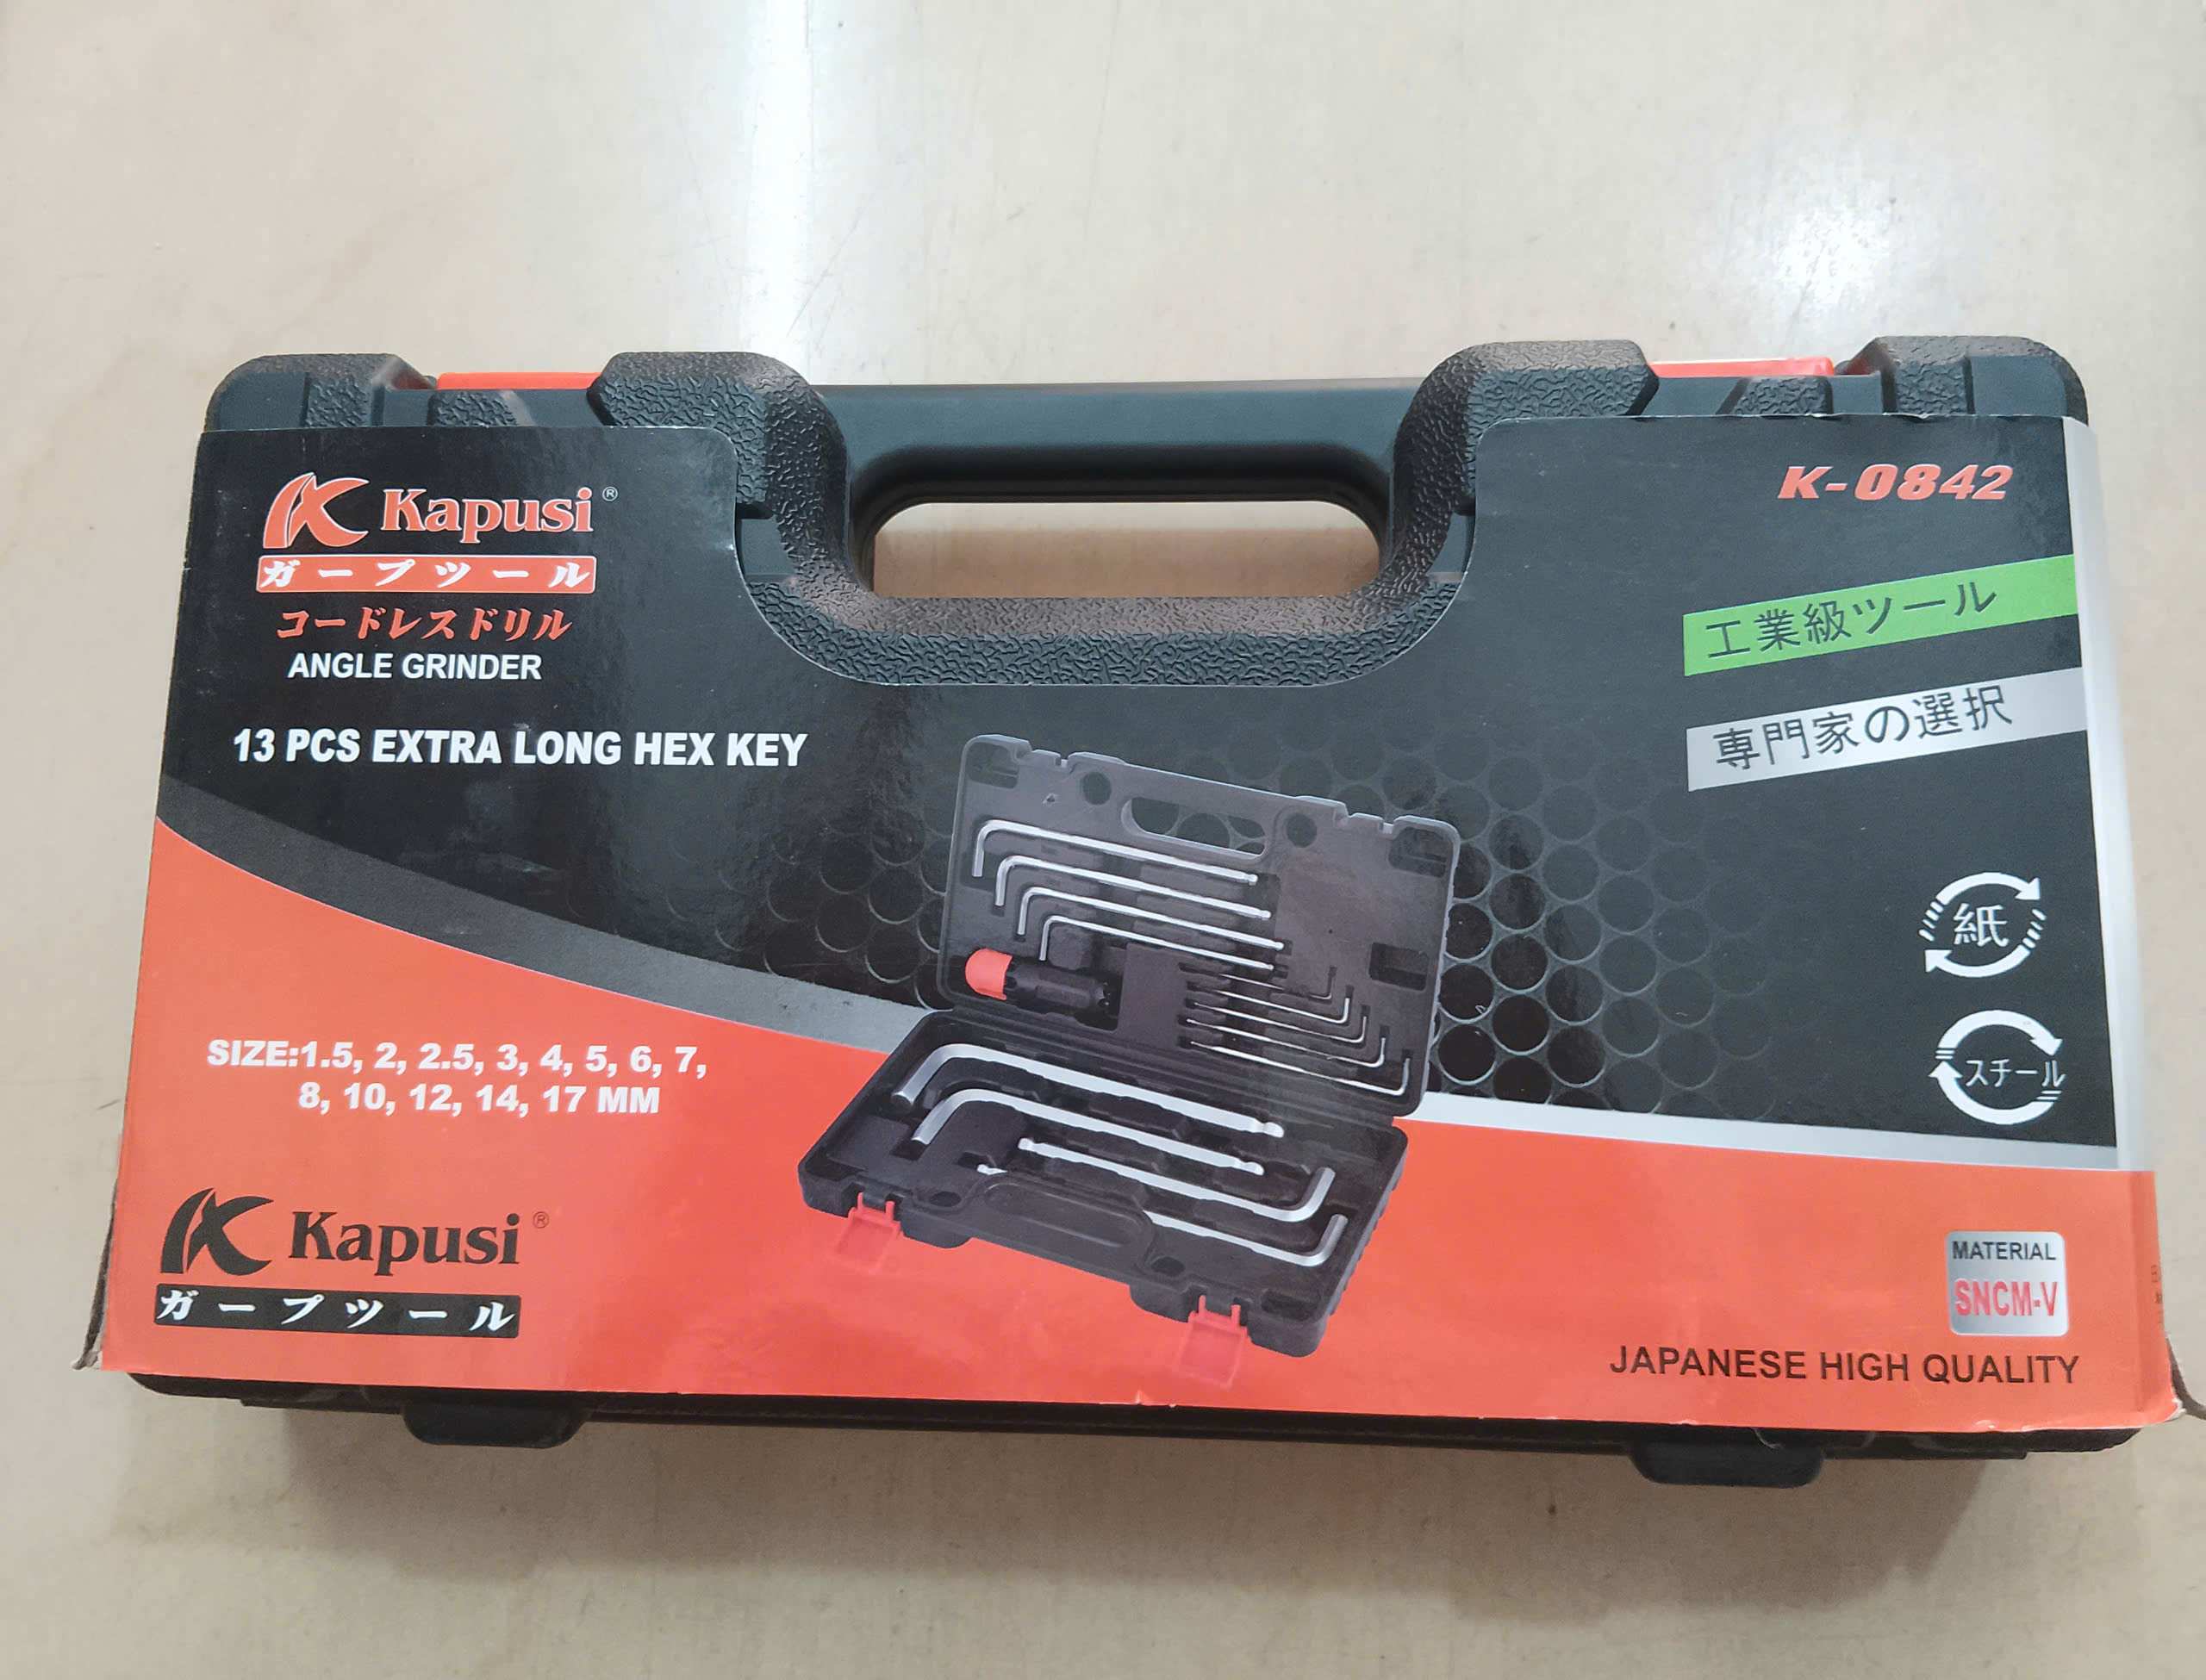 Kapusi®
ガープツール
コードレスドリル
ANGLE GRINDER
13 PCS EXTRA LONG HEX KEY
K-0842
工業級ツール
専門家の選択
紙
スチール
SIZE:1.5, 2, 2.5, 3, 4, 5, 6, 7,
8, 10, 12, 14, 17 MM
Kapusi®
ガープツール
MATERIAL
SNCM-V
JAPANESE HIGH QUALITY